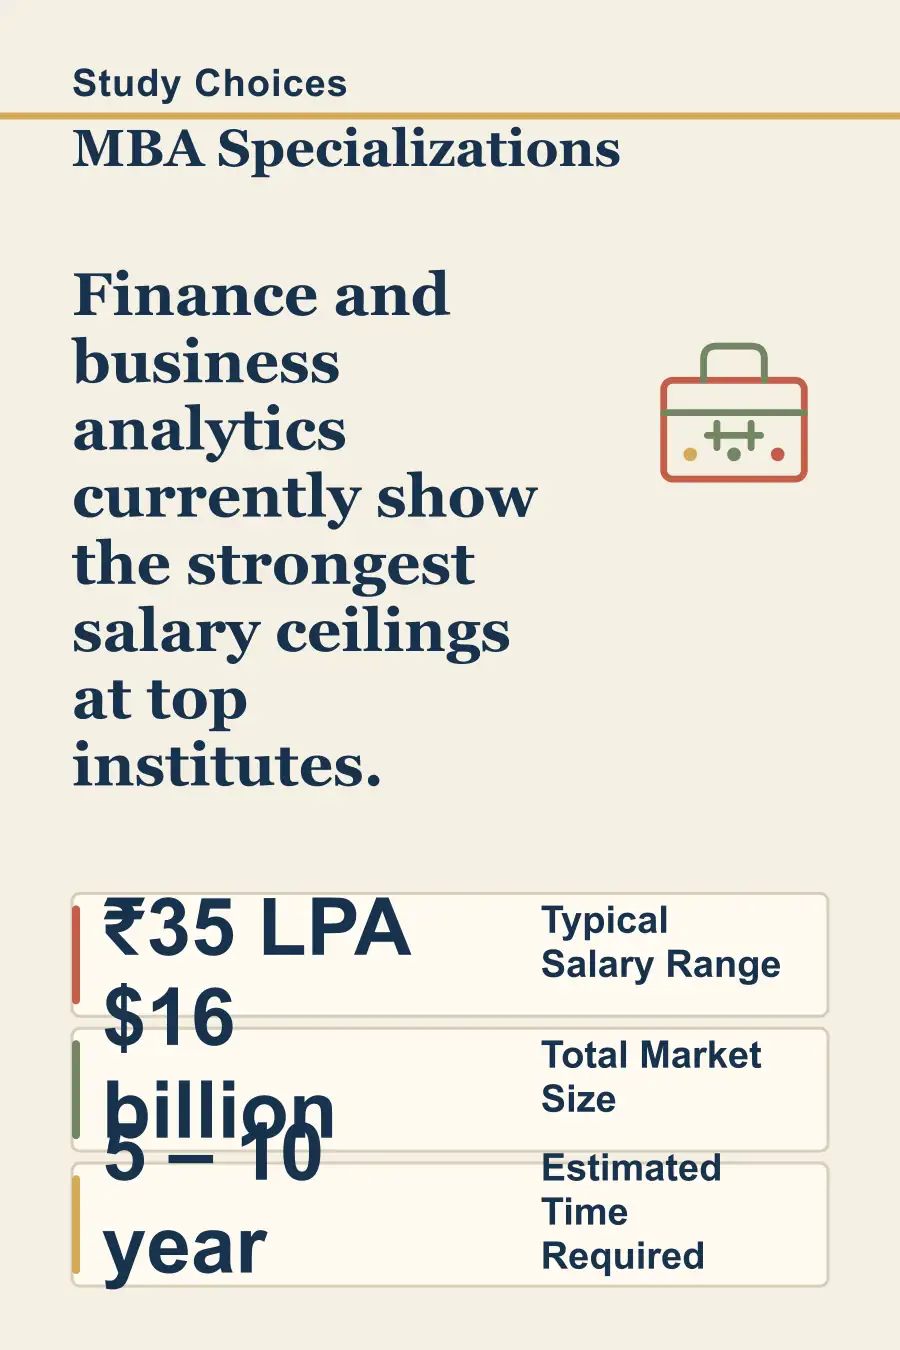 Study Choices
MBA Specializations
Finance and
business
analytics
currently show
the strongest
salary ceilings
at top
institutes.
₹35 LPA
Typical
Salary Range
$16
billion
Total Market
Size
5 – 10
year
Estimated
Time
Required